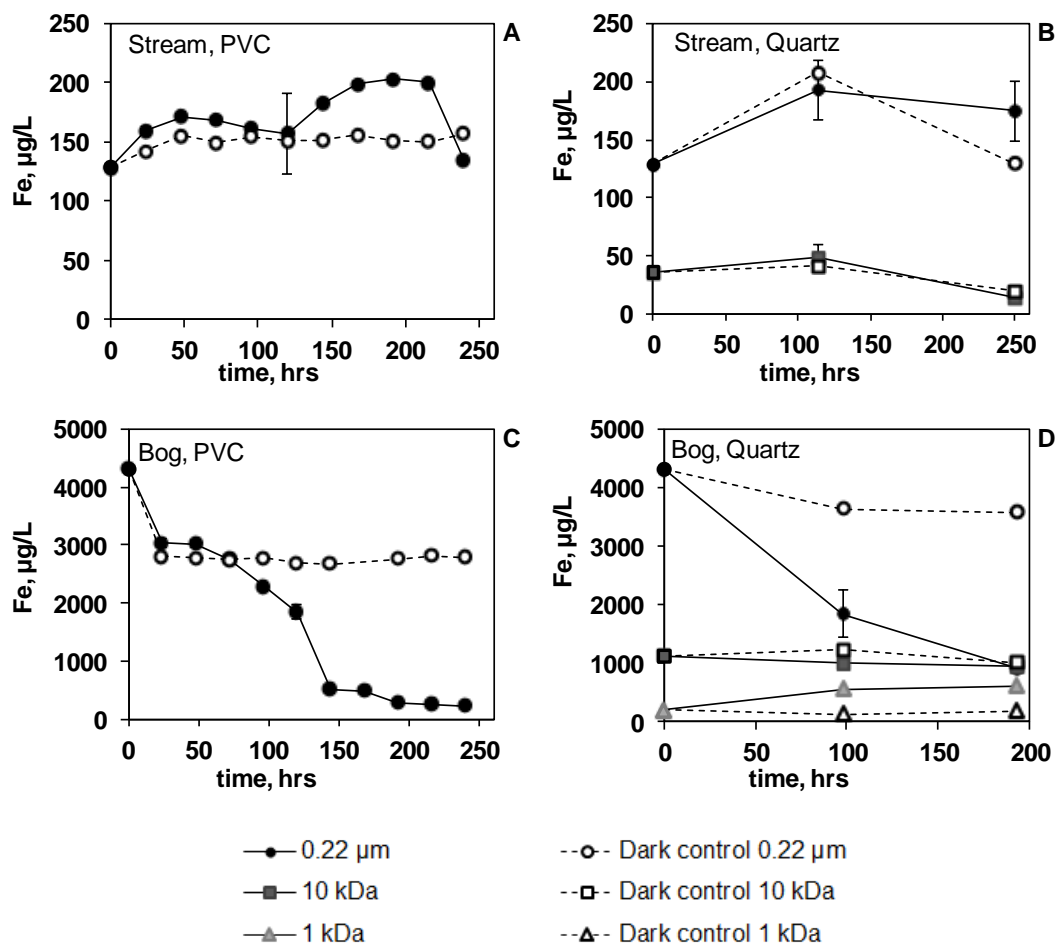 A
B
Stream, PVC
Stream, Quartz
Fe, µg/L
250
200
150
100
50
0
0 50 100 150 200 250
time, hrs
Fe, µg/L
250
200
150
100
50
0
0 50 100 150 200 250
time, hrs
C
D
Bog, PVC
Bog, Quartz
Fe, µg/L
5000
4000
3000
2000
1000
0
0 50 100 150 200 250
time, hrs
Fe, µg/L
5000
4000
3000
2000
1000
0
0 50 100 150 200
time, hrs
0.22 µm
Dark control 0.22 µm
10 kDa
Dark control 10 kDa
1 kDa
Dark control 1 kDa